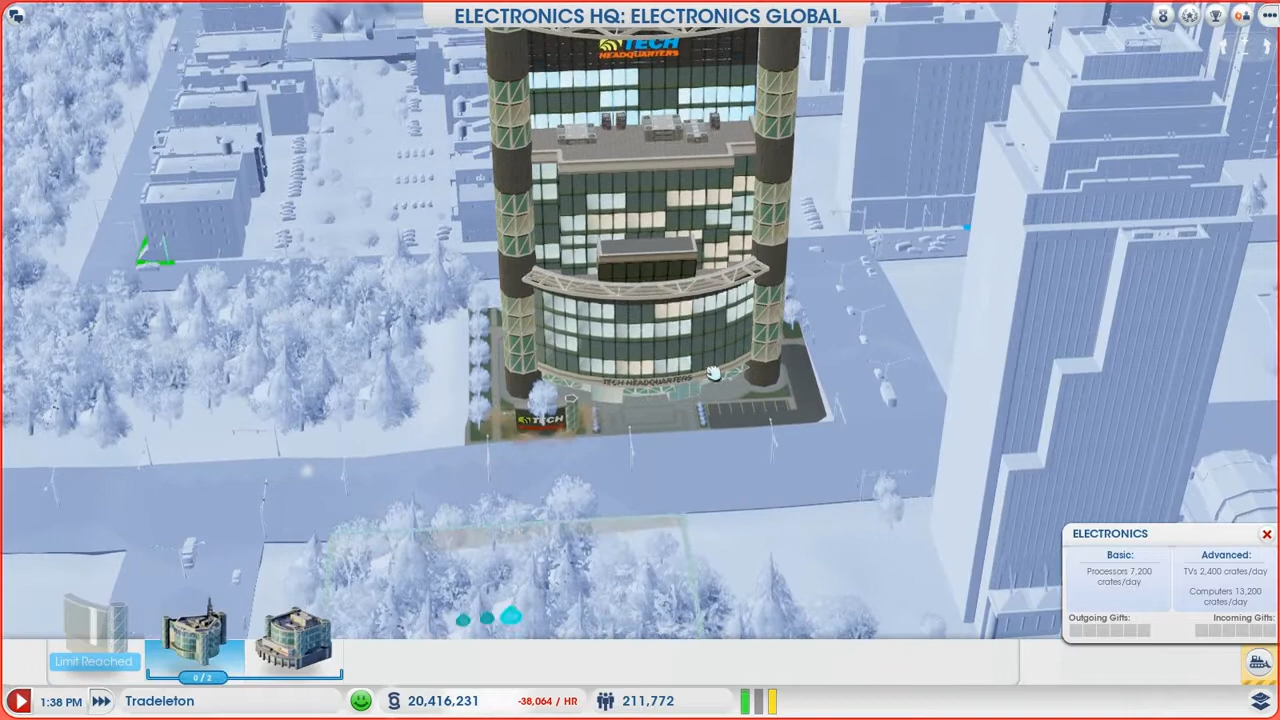 ELECTRONICS HQ: ELECTRONICS GLOBAL
TECH
HEADQUARTERS
TECH HEADQUARTERS
TECH
ELECTRONICS
Basic:
Processors 7,200
crates/day
Advanced:
TVs 2,400 crates/day
Computers 13,200
crates/day
Outgoing Gifts:
Incoming Gifts:
Limit Reached
0 / 2
1:38 PM
Tradeleton
20,416,231
-38,064 / HR
211,772